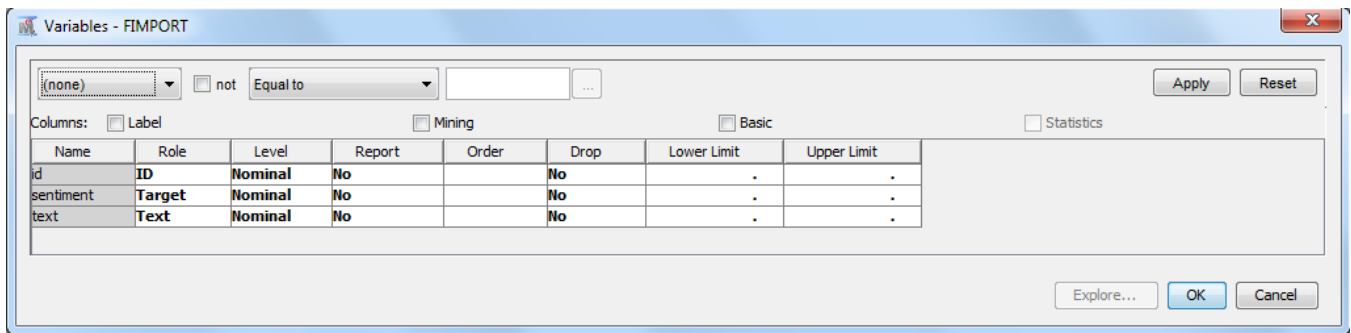 Variables - FIMPORT
(none) not Equal to ... Apply Reset
Columns: Label Mining Basic Statistics
Name Role Level Report Order Drop Lower Limit Upper Limit
id ID Nominal No No . .
sentiment Target Nominal No No . .
text Text Nominal No No . .
Explore... OK Cancel